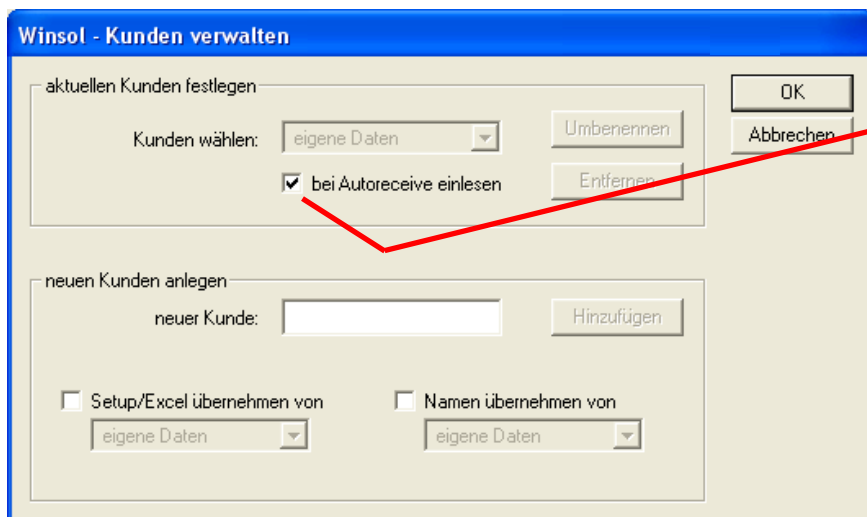 Winsol - Kunden verwalten
aktuellen Kunden festlegen
OK
Kunden wählen:
eigene Daten
Umbenennen
Abbrechen
bei Autoreceive einlesen
Entfernen
neuen Kunden anlegen
neuer Kunde:
Hinzufügen
Setup/Excel übernehmen von
Namen übernehmen von
eigene Daten
eigene Daten